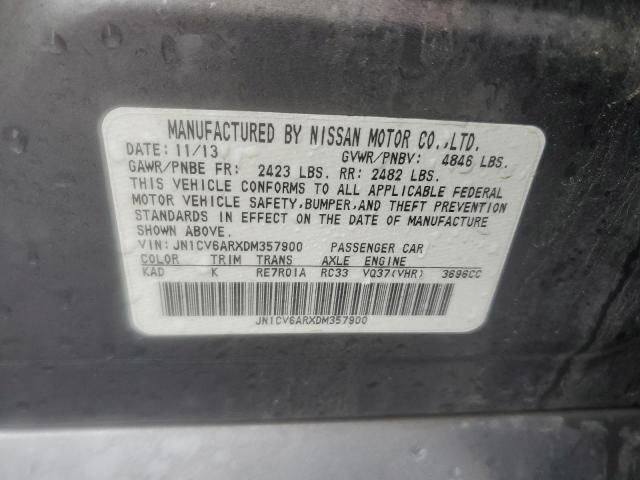 MANUFACTURED BY NISSAN MOTOR CO.,LTD.
DATE: 11/13 GVWR/PNBV: 4846 LBS.
GAWR/PNBE FR: 2423 LBS. RR: 2482 LBS.
THIS VEHICLE CONFORMS TO ALL APPLICABLE FEDERAL
MOTOR VEHICLE SAFETY, BUMPER, AND THEFT PREVENTION
STANDARDS IN EFFECT ON THE DATE OF MANUFACTURE
SHOWN ABOVE.
VIN: JN1CV6ARXDM357900 PASSENGER CAR
COLOR TRIM TRANS AXLE ENGINE
KAD K RE7R01A RC33 VQ37(VHR) 3696CC
JN1CV6ARXDM357900